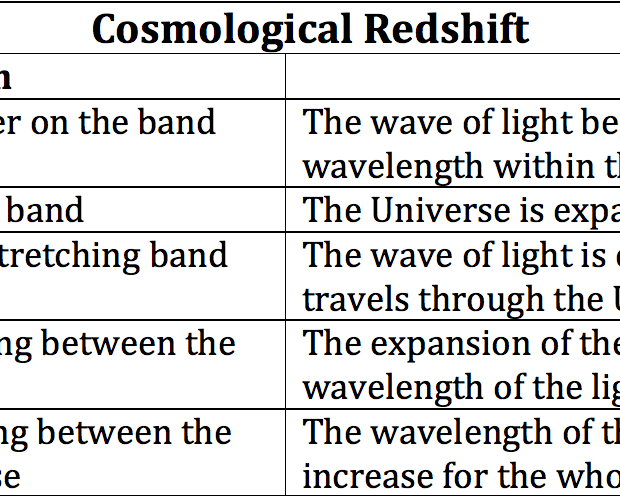 Cosmological Redshift
er on the band
The wave of light be
wavelength within
band
The Universe is expa
tretching band
The wave of light is
travels through the
ng between the
The expansion of the
wavelength of the lig
ng between the
se
The wavelength of
increase for the who